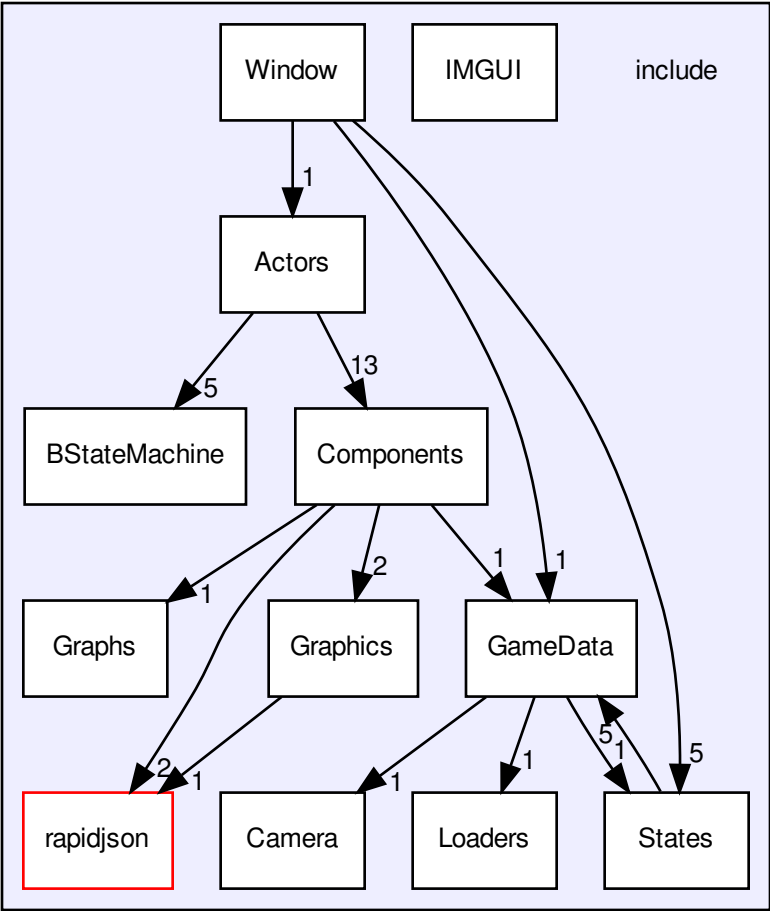 Window
IMGUI
include
1
Actors
5
13
BStateMachine
Components
1
2
1
1
Graphs
Graphics
GameData
2
1
1
1
5
1
5
rapidjson
Camera
Loaders
States